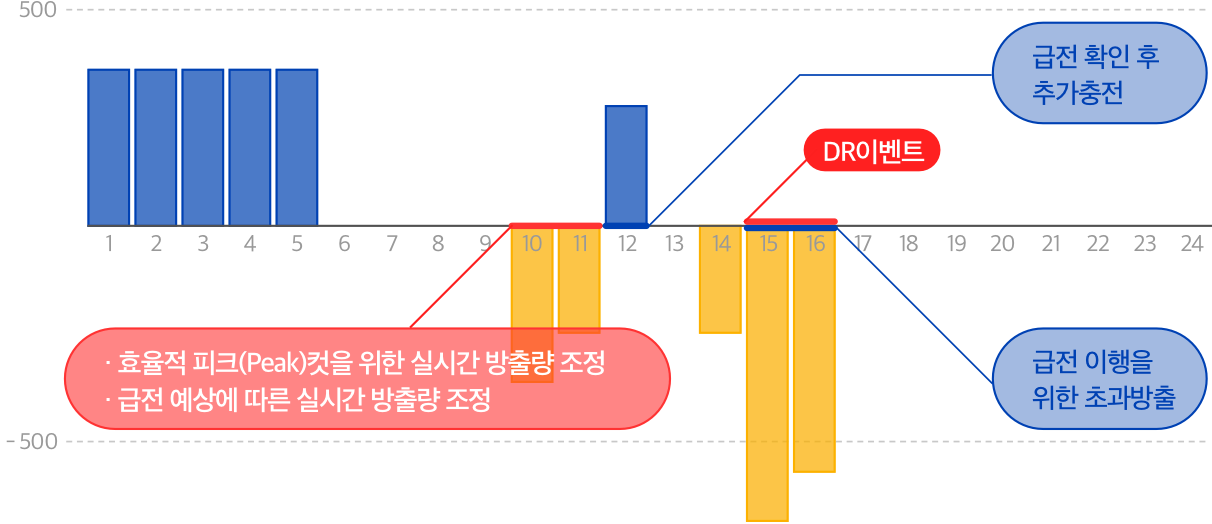 500
급전 확인 후
추가충전
DR이벤트
1 2 3 4 5 6 7 8 9 10 11 12 13 14 15 16 17 18 19 20 21 22 23 24
· 효율적 피크(Peak)컷을 위한 실시간 방출량 조정
· 급전 예상에 따른 실시간 방출량 조정
급전 이행을
위한 초과방출
-500